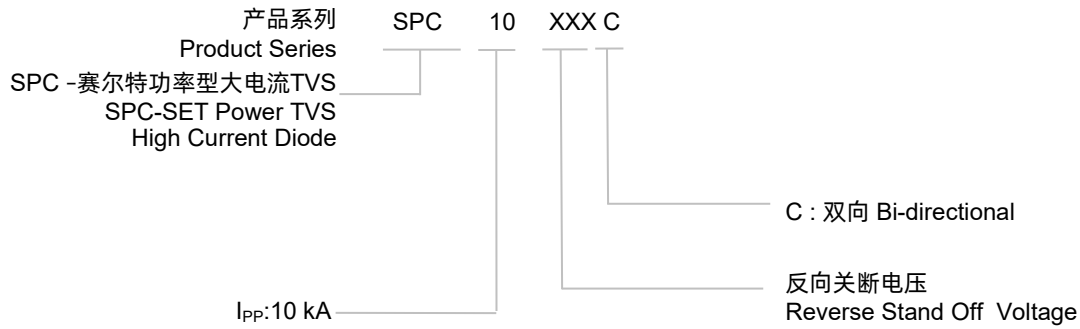 产品系列 SPC 10 XXX C
Product Series
SPC -赛尔特功率型大电流TVS
SPC-SET Power TVS
High Current Diode
C : 双向 Bi-directional
反向关断电压
IPP:10 kA Reverse Stand Off Voltage